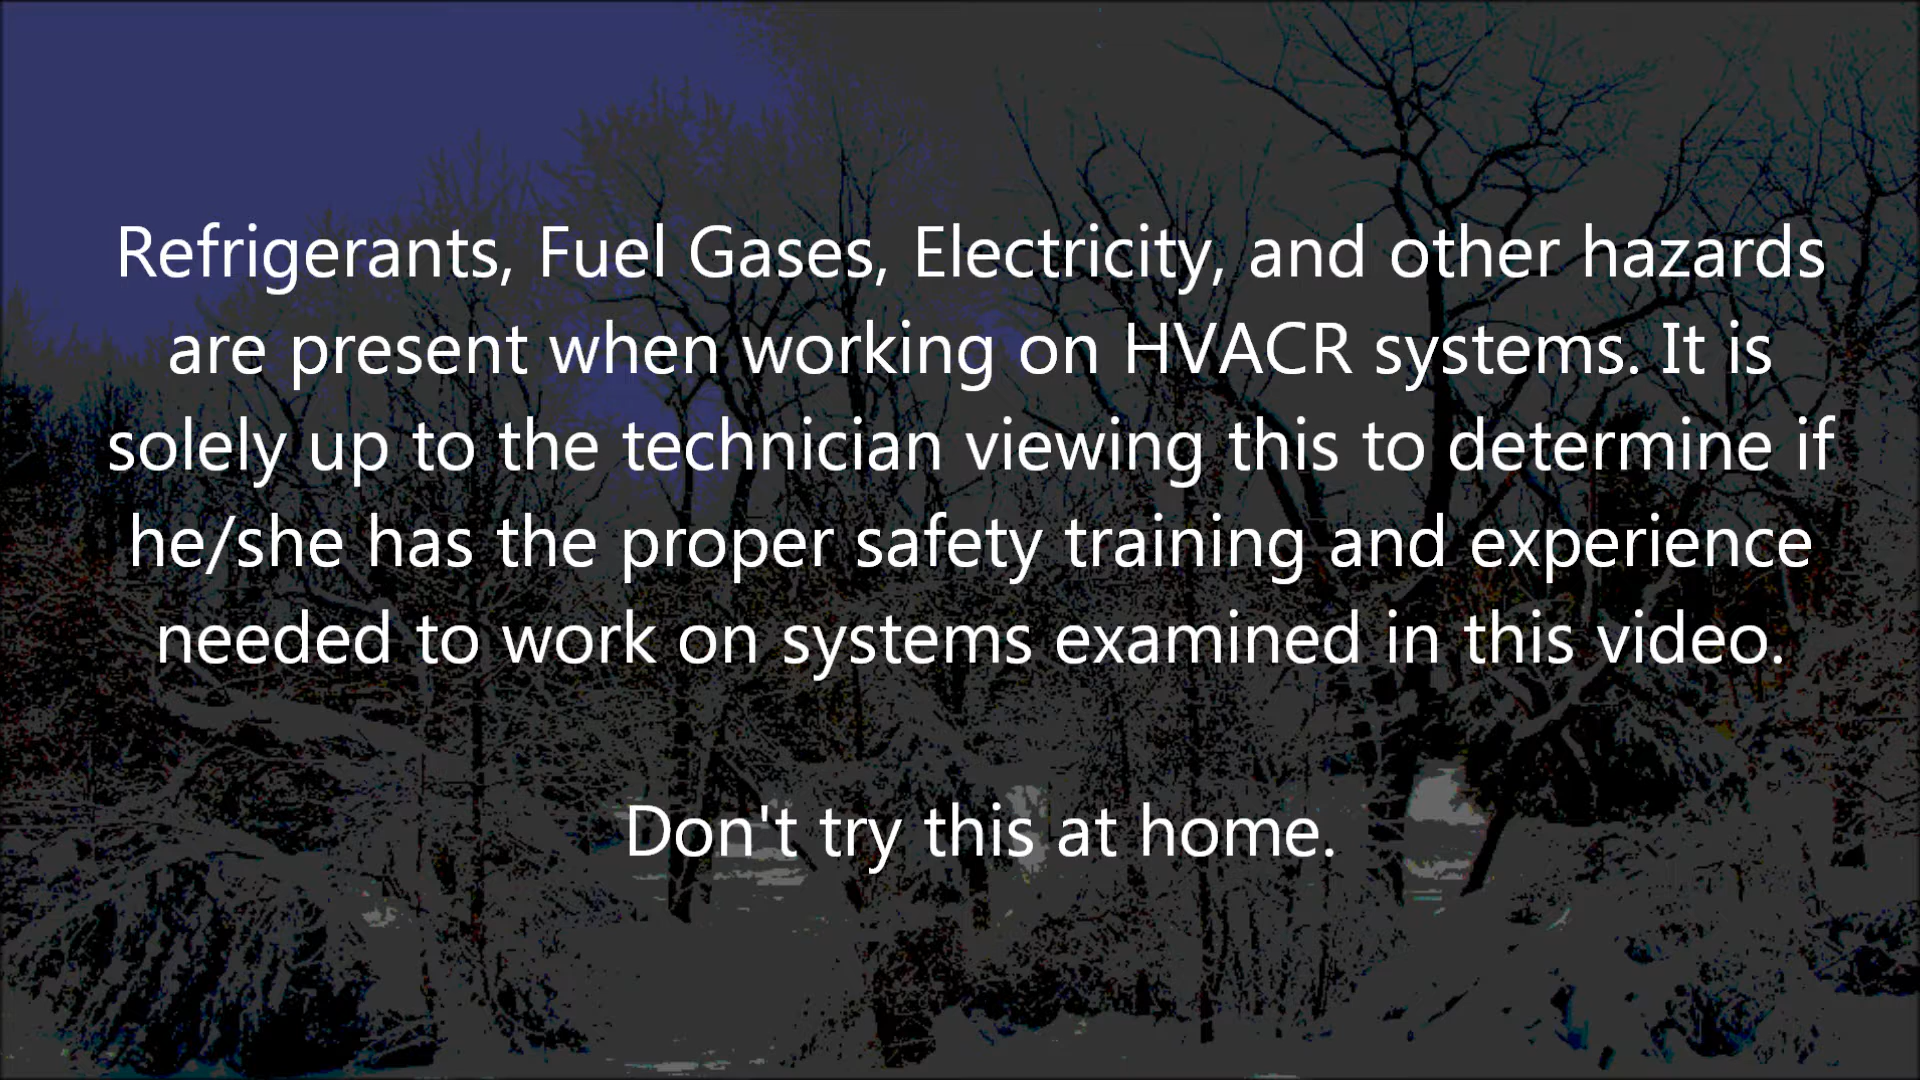 Refrigerants, Fuel Gases, Electricity, and other hazards
are present when working on HVACR systems. It is
solely up to the technician viewing this to determine if
he/she has the proper safety training and experience
needed to work on systems examined in this video.
Don't try this at home.